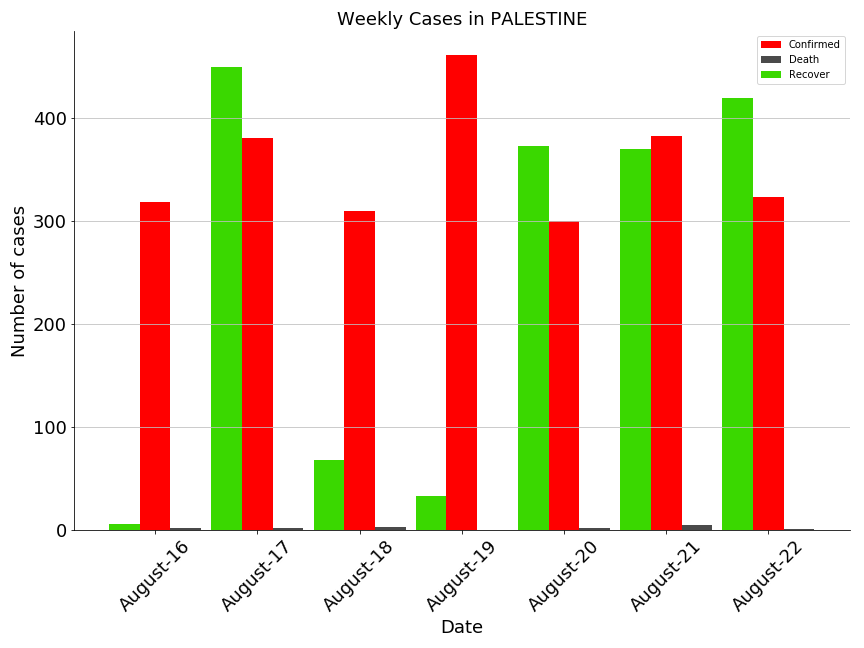 Weekly Cases in PALESTINE
Confirmed
Death
Recover
Number of cases
400
300
200
100
0
August-16
August-17
August-18
August-19
August-20
August-21
August-22
Date